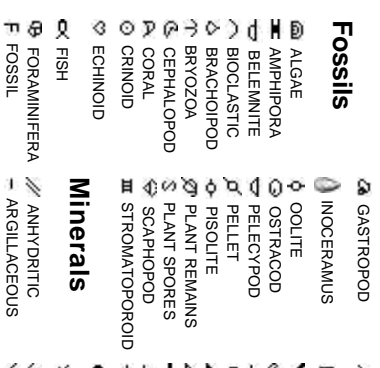 Fossils
ALGAE
AMPHIPORA
BELEMNITE
BIOCLASTIC
BRACHOIPOD
BRYOZOA
CEPHALOPOD
CORAL
CRINOID
ECHINOID
FISH
FORAMINIFERA
FOSSIL
GASTROPOD
INOCERAMUS
OOLITE
OSTRACOD
PELECYPOD
PELLET
PISOLITE
PLANT REMAINS
PLANT SPORES
SCAPHOPOD
STROMATOPOROID
Minerals
ANHYDRITIC
ARGILLACEOUS